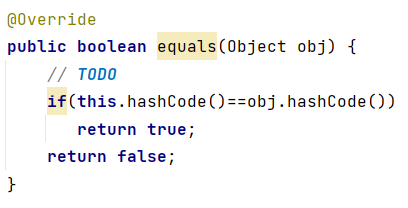 @Override
public boolean equals(Object obj) {
// TODO
if(this.hashCode()==obj.hashCode())
return true;
return false;
}